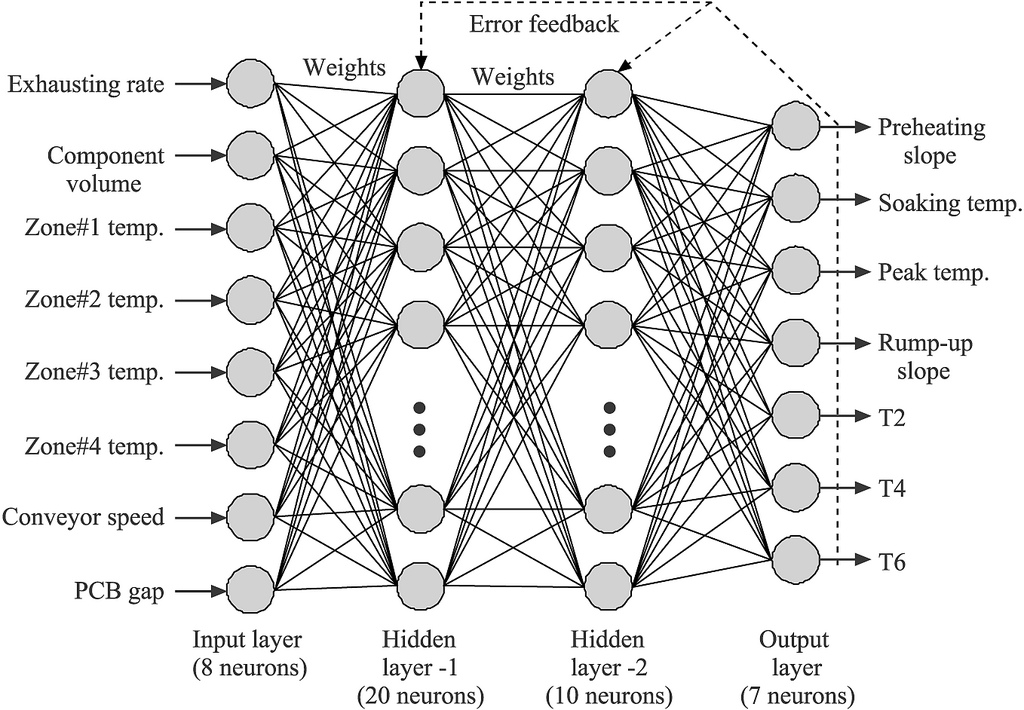 Error feedback
Weights
Weights
Exhausting rate
Component
volume
Zone#1 temp.
Zone#2 temp.
Zone#3 temp.
Zone#4 temp.
Conveyor speed
PCB gap
Preheating
slope
Soaking temp.
Peak temp.
Rump-up
slope
T2
T4
T6
Input layer
(8 neurons)
Hidden
layer -1
(20 neurons)
Hidden
layer -2
(10 neurons)
Output
layer
(7 neurons)